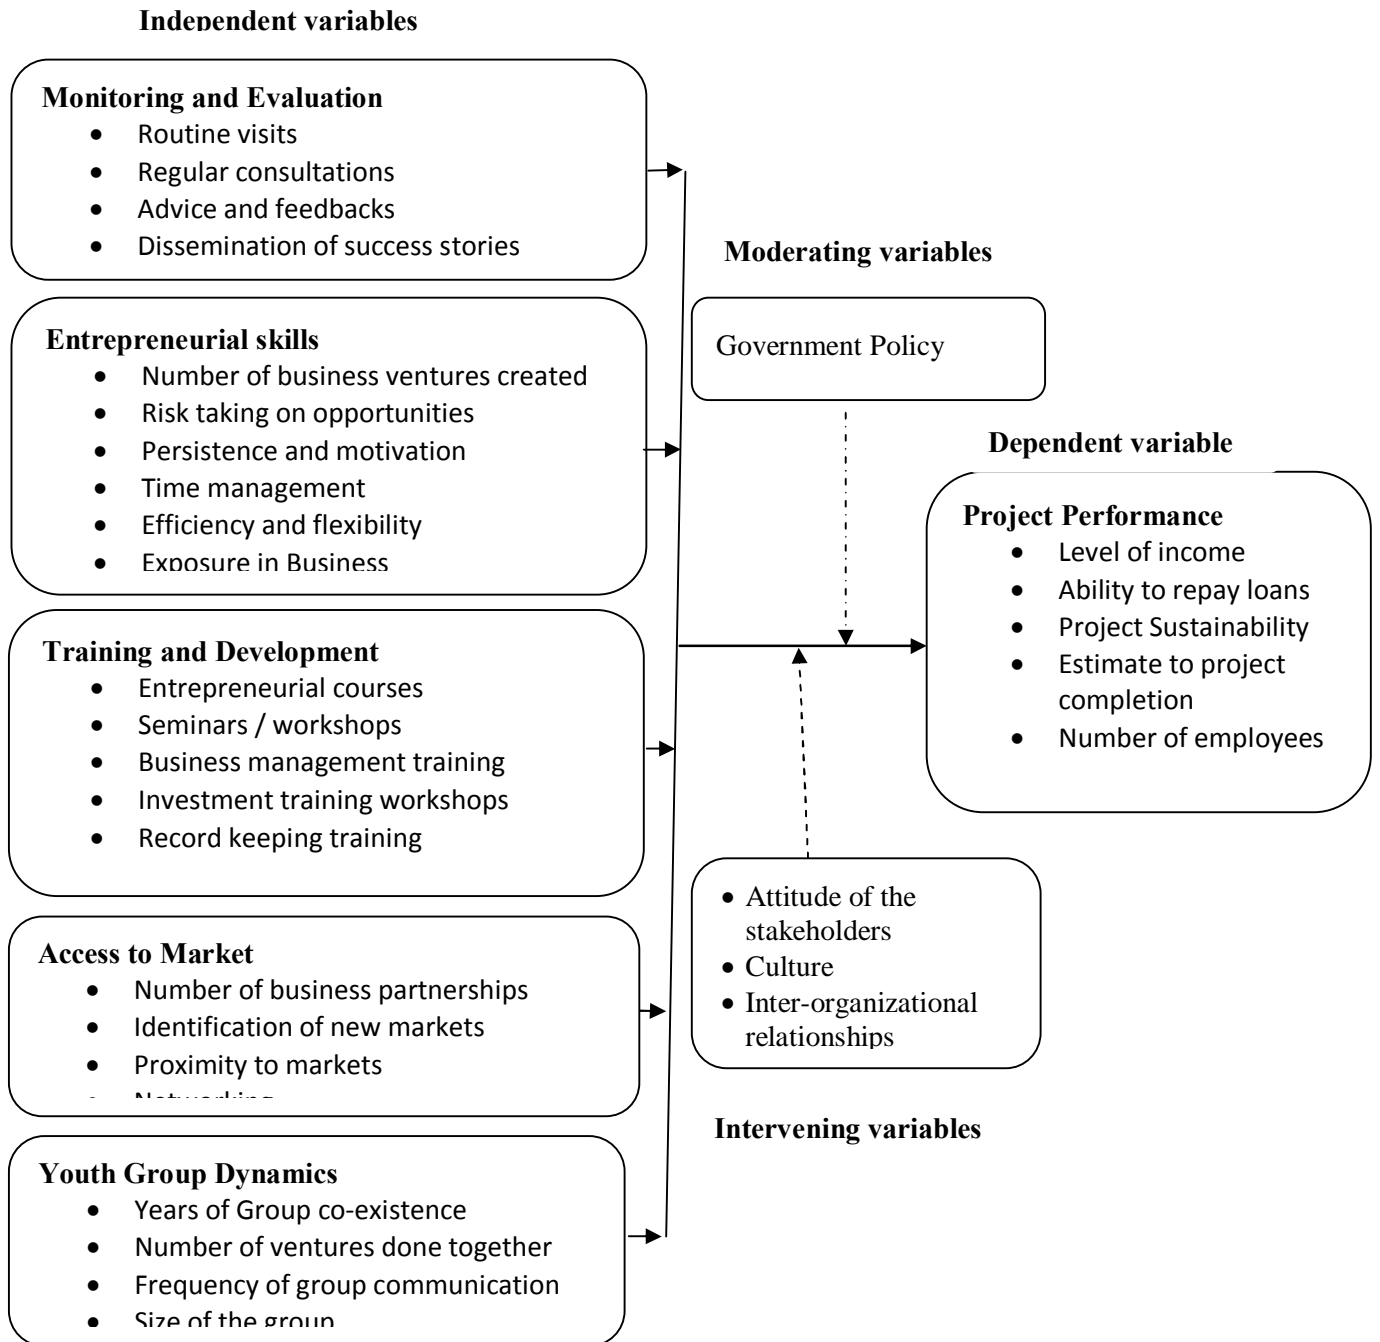 Independent variables
Monitoring and Evaluation
• Routine visits
• Regular consultations
• Advice and feedbacks
• Dissemination of success stories
Entrepreneurial skills
• Number of business ventures created
• Risk taking on opportunities
• Persistence and motivation
• Time management
• Efficiency and flexibility
• Exposure in Business
Training and Development
• Entrepreneurial courses
• Seminars / workshops
• Business management training
• Investment training workshops
• Record keeping training
Access to Market
• Number of business partnerships
• Identification of new markets
• Proximity to markets
• Networking
Youth Group Dynamics
• Years of Group co-existence
• Number of ventures done together
• Frequency of group communication
• Size of the group
Moderating variables
Government Policy
• Attitude of the
stakeholders
• Culture
• Inter-organizational
relationships
Intervening variables
Dependent variable
Project Performance
• Level of income
• Ability to repay loans
• Project Sustainability
• Estimate to project
completion
• Number of employees